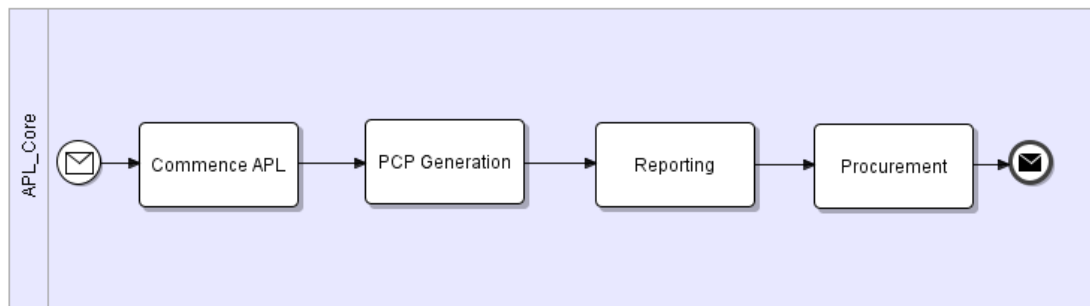 APL_Core
Commence APL
PCP Generation
Reporting
Procurement